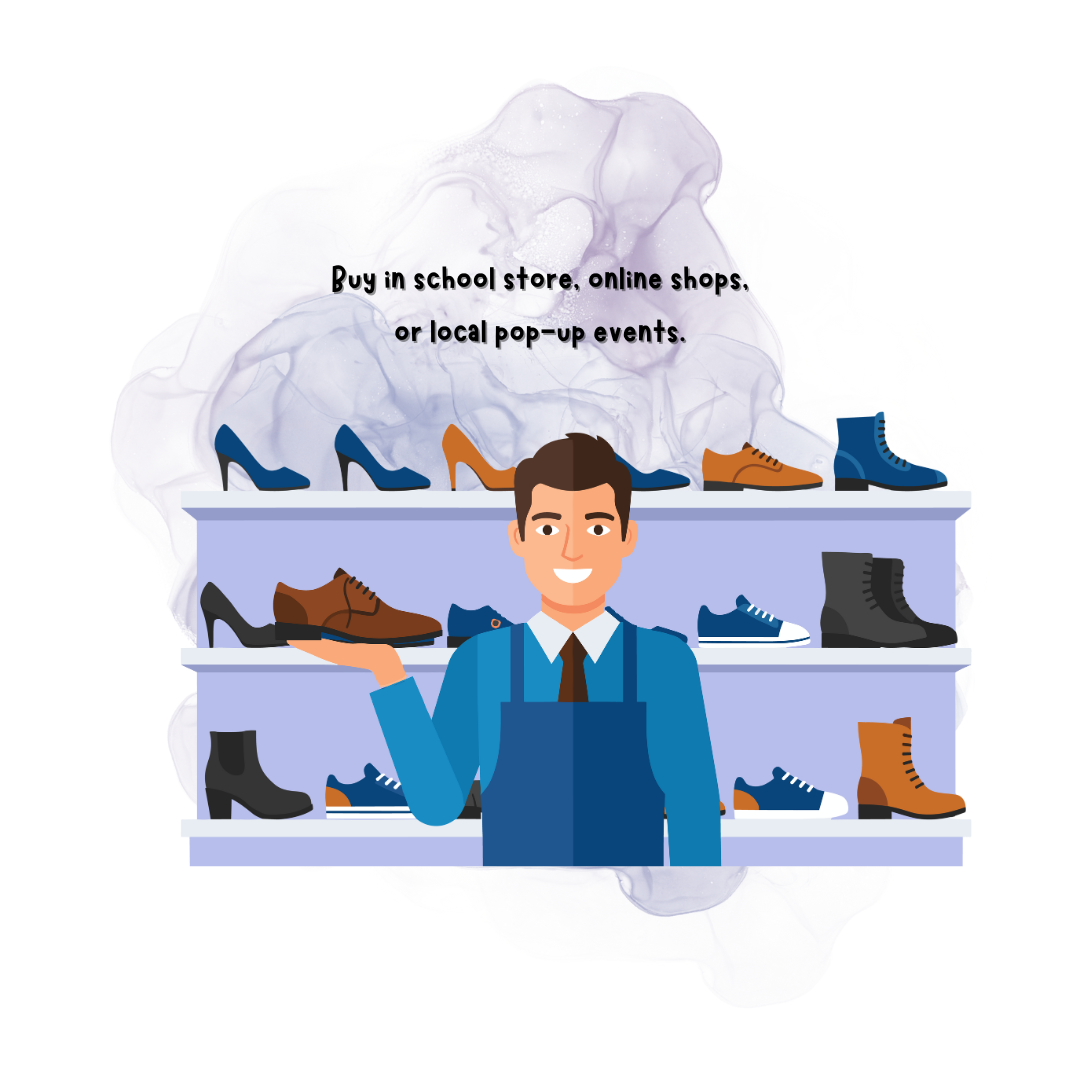 Buy in school store, online shops,
or local pop-up events.